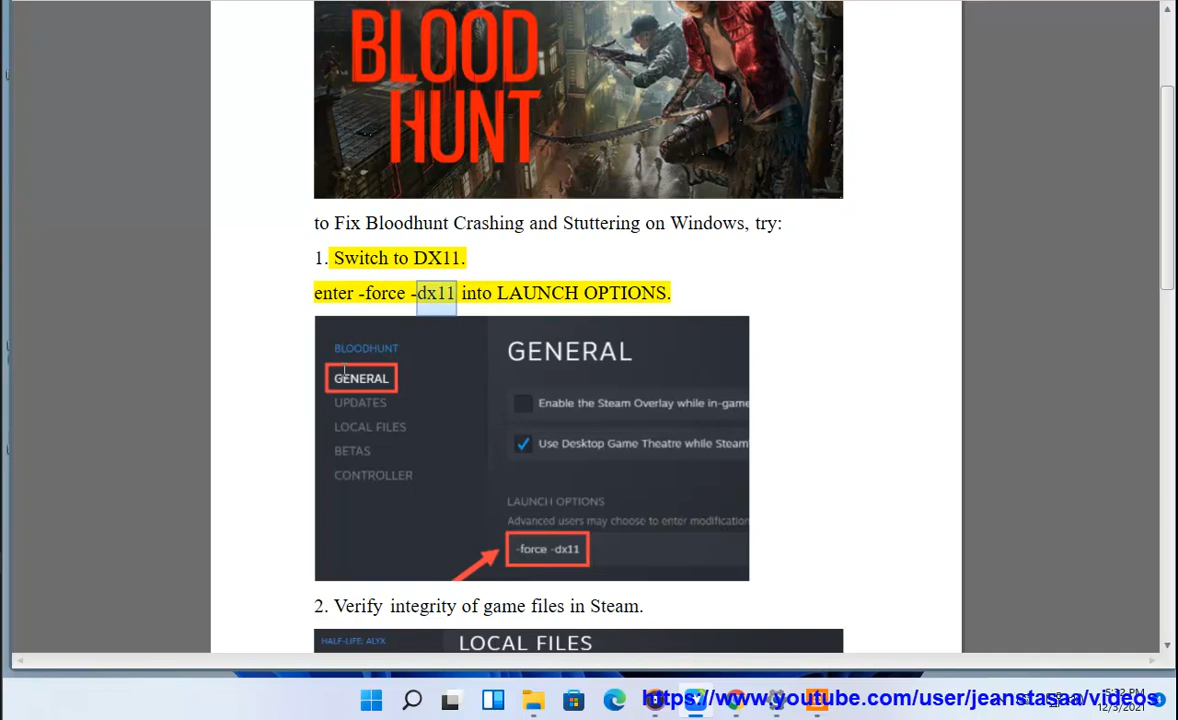 BLOOD
HUNT
to Fix Bloodhunt Crashing and Stuttering on Windows, try:
1. Switch to DX11.
enter -force -dx11 into LAUNCH OPTIONS.
BLOODHUNT
GENERAL
UPDATES
LOCAL FILES
BETAS
CONTROLLER
GENERAL
Enable the Steam Overlay while in-game
Use Desktop Game Theatre while Steam
LAUNCH OPTIONS
Advanced users may choose to enter modification
-force -dx11
2. Verify integrity of game files in Steam.
HALF-LIFE: ALYX
LOCAL FILES
https://www.youtube.com/user/jeanstasaa/videos
12/3/2021